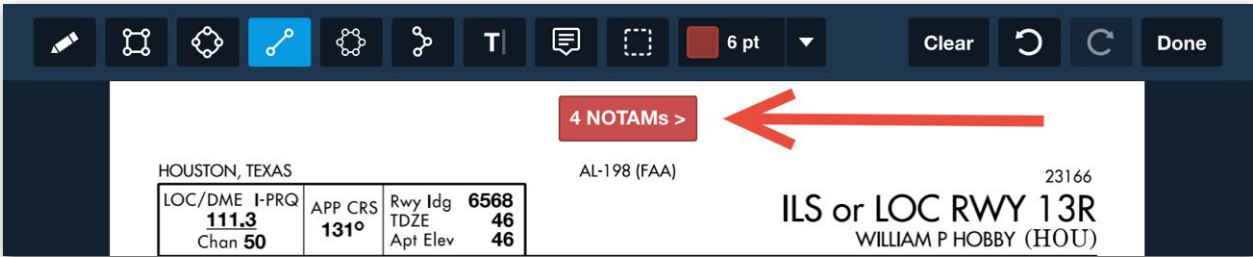 T 6 pt Clear Done
4 NOTAMs >
HOUSTON, TEXAS AL-198 (FAA) 23166
LOC/DME I-PRQ
111.3
Chan 50
APP CRS
131°
Rwy ldg 6568
TDZE 46
Apt Elev 46
ILS or LOC RWY 13R
WILLIAM P HOBBY (HOU)